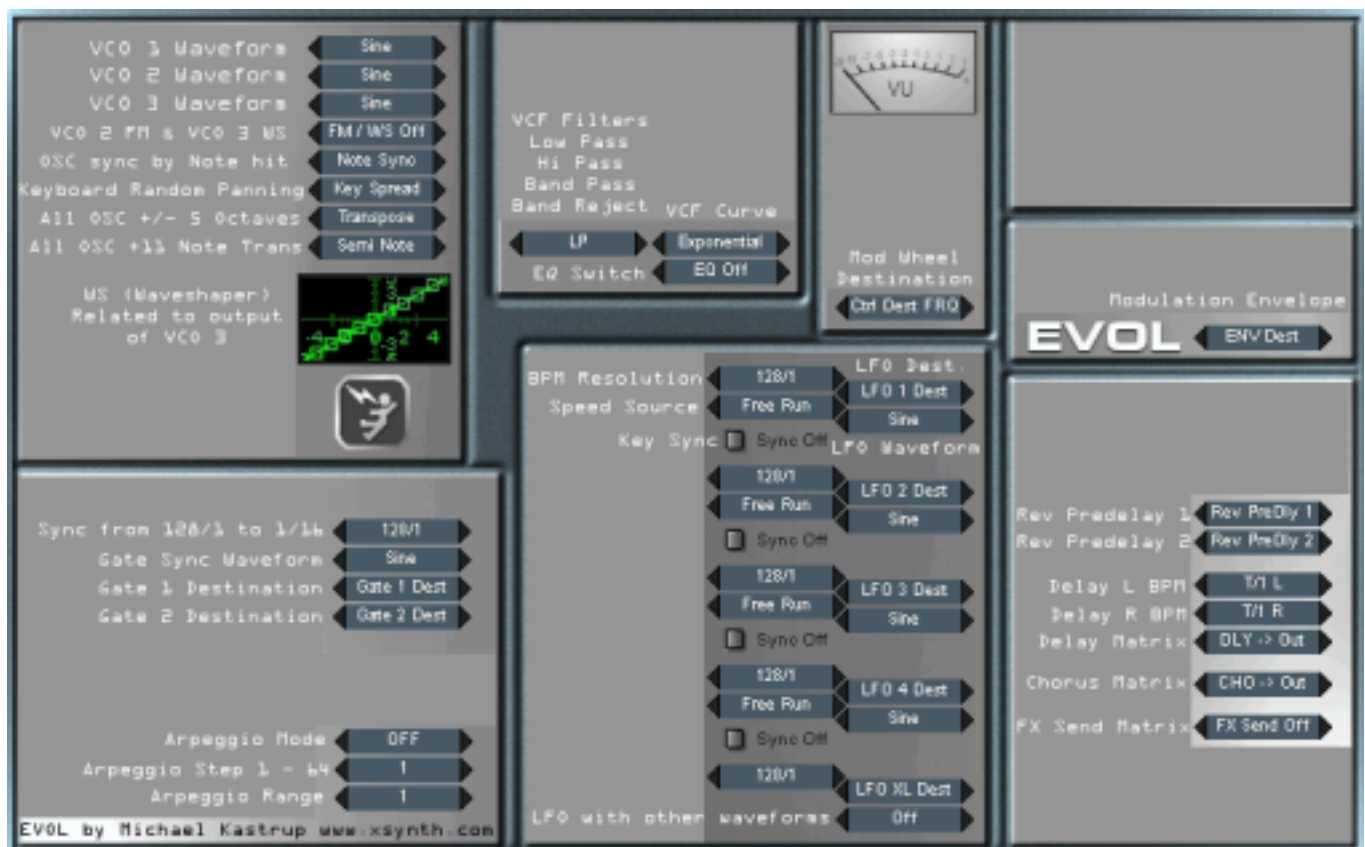 VCO 1 Waveform Sine
VCO 2 Waveform Sine
VCO 3 Waveform Sine
VCO 2 FM & VCO 3 WS FM / WS Off
OSC sync by Note hit Note Sync
Keyboard Random Panning Key Spread
All OSC +/- 5 Octaves Transpose
All OSC +11 Note Trans Semi Note
WS (Waveshaper)
Related to output
of VCO 3
-4 0 2 4
Sync from 128/1 to 1/16 128/1
Gate Sync Waveform Sine
Gate 1 Destination Gate 1 Dest
Gate 2 Destination Gate 2 Dest
Arpeggio Mode OFF
Arpeggio Step 1 - 64 1
Arpeggio Range 1
EVOL by Michael Kastrup www.xsynth.com
VCF Filters
Low Pass
Hi Pass
Band Pass
Band Reject VCF Curve
LP Exponential
EQ Switch EQ Off
VU
Mod Wheel
Destination
Ctrl Dest FRQ
LFO Dest.
BPM Resolution 128/1 LFO 1 Dest
Speed Source Free Run Sine
Key Sync Sync Off LFO Waveform
128/1 LFO 2 Dest
Free Run Sine
Sync Off
128/1 LFO 3 Dest
Free Run Sine
Sync Off
128/1 LFO 4 Dest
Free Run Sine
Sync Off
128/1 LFO XL Dest
LFO with other waveforms Off
Modulation Envelope
EVOL ENV Dest
Rev Predelay 1 Rev PreDly 1
Rev Predelay 2 Rev PreDly 2
Delay L BPM T/1 L
Delay R BPM T/1 R
Delay Matrix DLY -> Out
Chorus Matrix CHO -> Out
FX Send Matrix FX Send Off